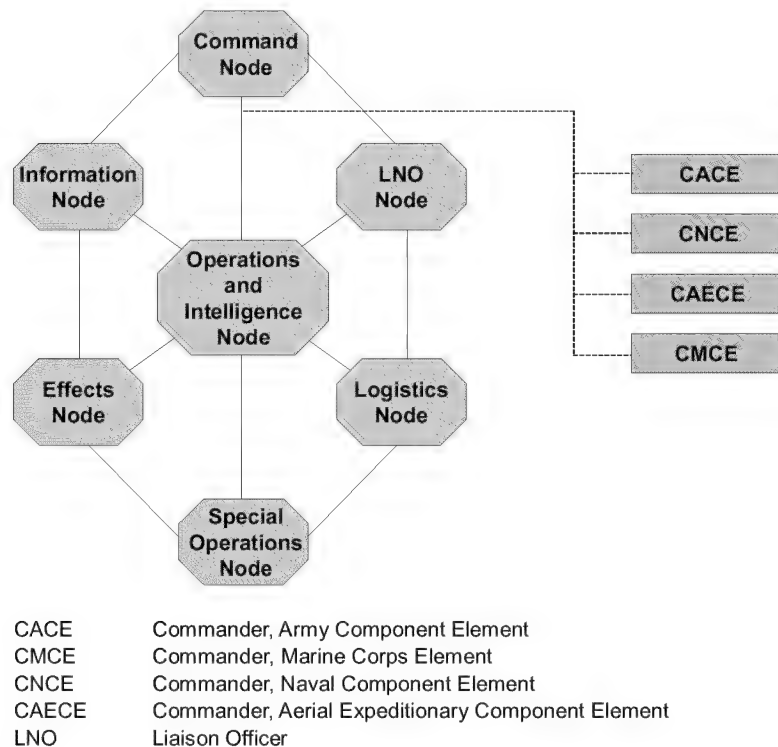 Command
Node
Information
Node
LNO
Node
Operations
and
Intelligence
Node
Effects
Node
Logistics
Node
Special
Operations
Node
CACE
CNCE
CAECE
CMCE
CACE Commander, Army Component Element
CMCE Commander, Marine Corps Element
CNCE Commander, Naval Component Element
CAECE Commander, Aerial Expeditionary Component Element
LNO Liaison Officer